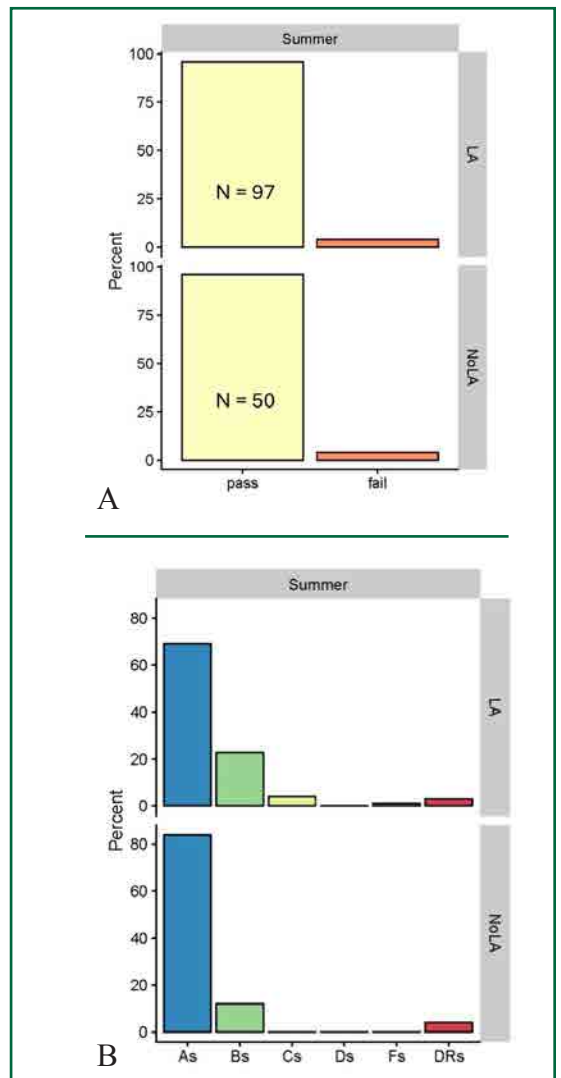 Summer
100
75
50
25
0
N = 97
LA
Percent
100
75
50
25
0
N = 50
NoLA
pass fail
A
Summer
80
60
40
20
0
LA
Percent
80
60
40
20
0
NoLA
As Bs Cs Ds Fs DRs
B